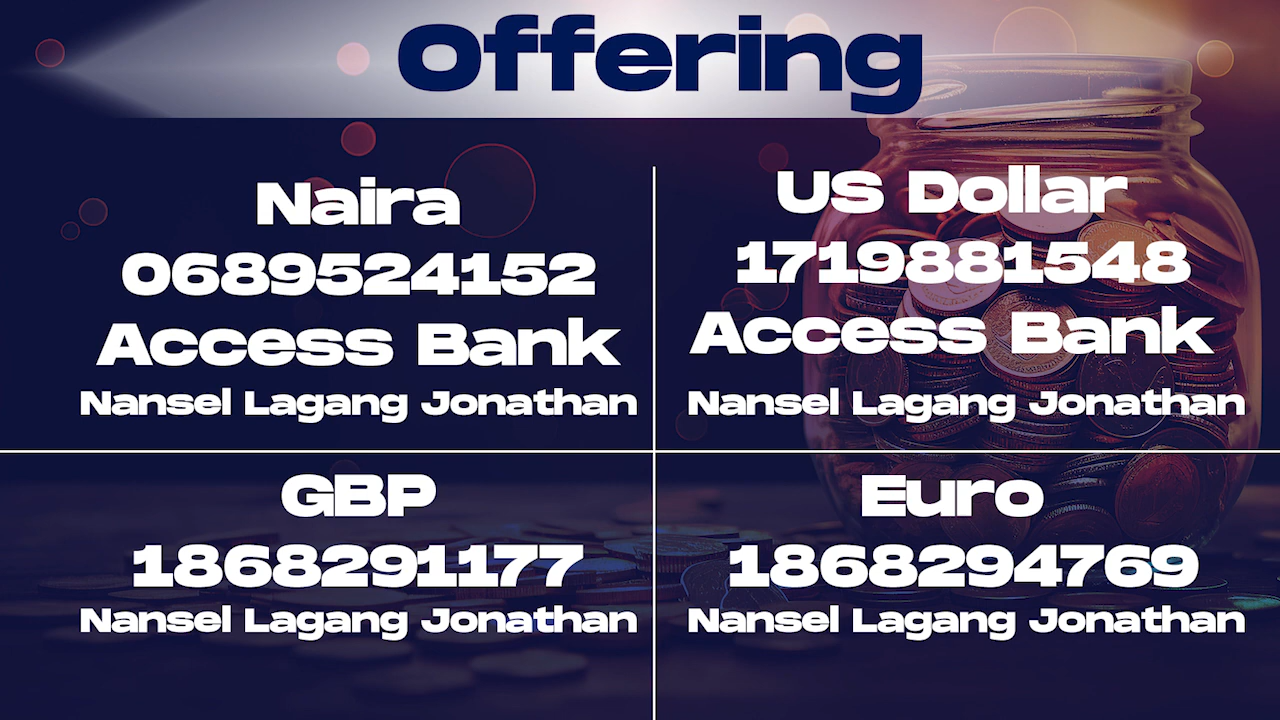 Offering
Naira
0689524152
Access Bank
Nansel Lagang Jonathan
US Dollar
1719881548
Access Bank
Nansel Lagang Jonathan
GBP
1868291177
Nansel Lagang Jonathan
Euro
1868294769
Nansel Lagang Jonathan